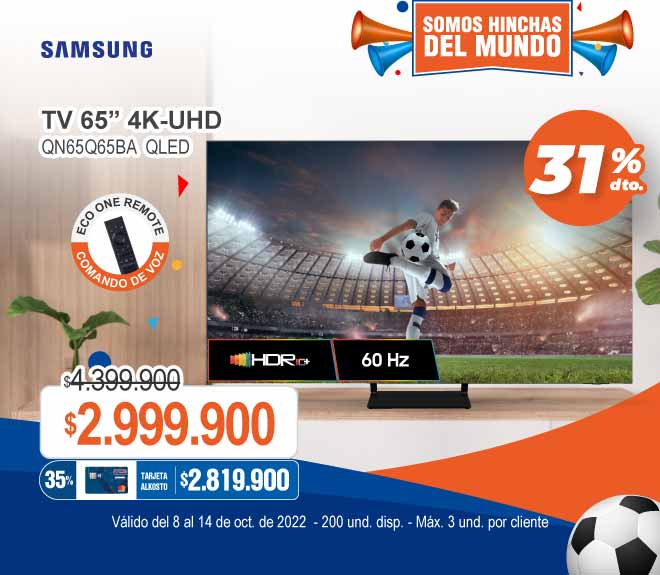 SOMOS HINCHAS
DEL MUNDO
SAMSUNG
TV 65” 4K-UHD
QN65Q65BA QLED
31% dto.
ECO ONE REMOTE
COMANDO DE VOZ
HDR10+
60 Hz
$4.399.900
$2.999.900
35%
TARJETA
ALKOSTO
$2.819.900
Válido del 8 al 14 de oct. de 2022 - 200 und. disp. - Máx. 3 und. por cliente